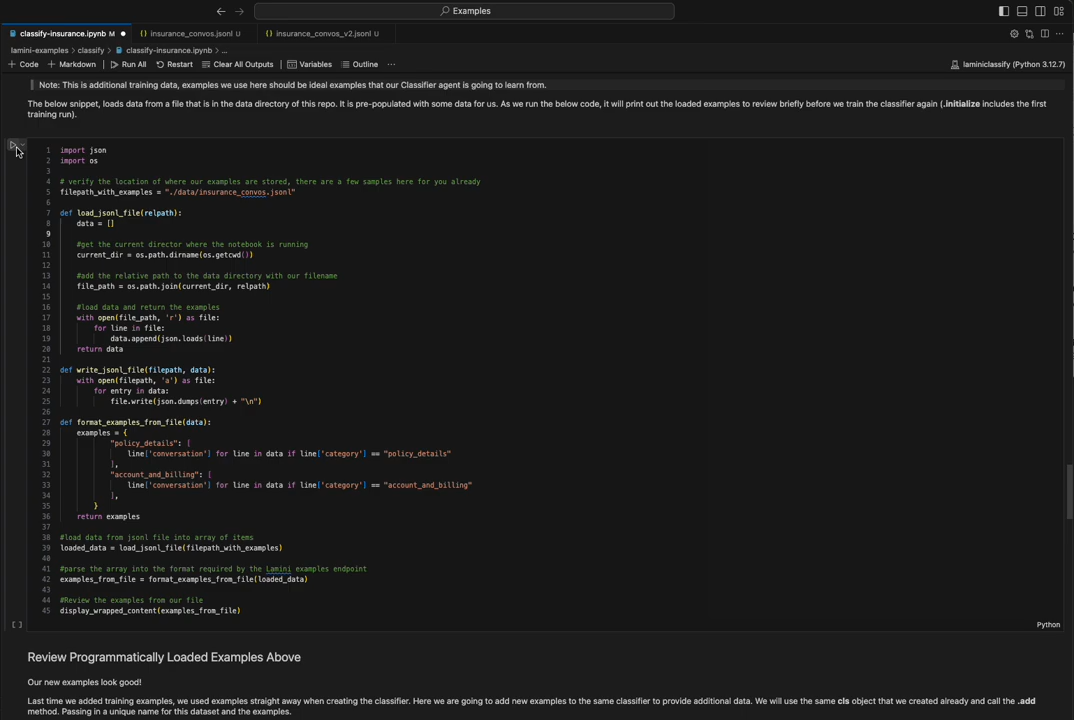 Examples
classify-insurance.ipynb M
{} insurance_convos.jsonl U
{} insurance_convos_v2.jsonl U
lamini-examples > classify > classify-insurance.ipynb > ...
+ Code + Markdown | Run All Restart Clear All Outputs | Variables Outline ...
laminiclassify (Python 3.12.7)
Note: This is additional training data, examples we use here should be ideal examples that our Classifier agent is going to learn from.
The below snippet, loads data from a file that is in the data directory of this repo. It is pre-populated with some data for us. As we run the below code, it will print out the loaded examples to review briefly before we train the classifier again (.initialize includes the first
training run).
1 import json
2 import os
3
4 # verify the location of where our examples are stored, there are a few samples here for you already
5 filepath_with_examples = "./data/insurance_convos.jsonl"
6
7 def load_jsonl_file(relpath):
8     data = []
9
10     #get the current director where the notebook is running
11     current_dir = os.path.dirname(os.getcwd())
12
13     #add the relative path to the data directory with our filename
14     file_path = os.path.join(current_dir, relpath)
15
16     #load data and return the examples
17     with open(file_path, 'r') as file:
18         for line in file:
19             data.append(json.loads(line))
20     return data
21
22 def write_jsonl_file(filepath, data):
23     with open(filepath, 'a') as file:
24         for entry in data:
25             file.write(json.dumps(entry) + "\n")
26
27 def format_examples_from_file(data):
28     examples = {
29             "policy_details": [
30                 line['conversation'] for line in data if line['category'] == "policy_details"
31             ],
32             "account_and_billing": [
33                 line['conversation'] for line in data if line['category'] == "account_and_billing"
34             ],
35         }
36     return examples
37
38 #load data from jsonl file into array of items
39 loaded_data = load_jsonl_file(filepath_with_examples)
40
41 #parse the array into the format required by the Lamini examples endpoint
42 examples_from_file = format_examples_from_file(loaded_data)
43
44 #Review the examples from our file
45 display_wrapped_content(examples_from_file)
[ ]
Python
Review Programmatically Loaded Examples Above
Our new examples look good!
Last time we added training examples, we used examples straight away when creating the classifier. Here we are going to add new examples to the same classifier to provide additional data. We will use the same cls object that we created already and call the .add
method. Passing in a unique name for this dataset and the examples.